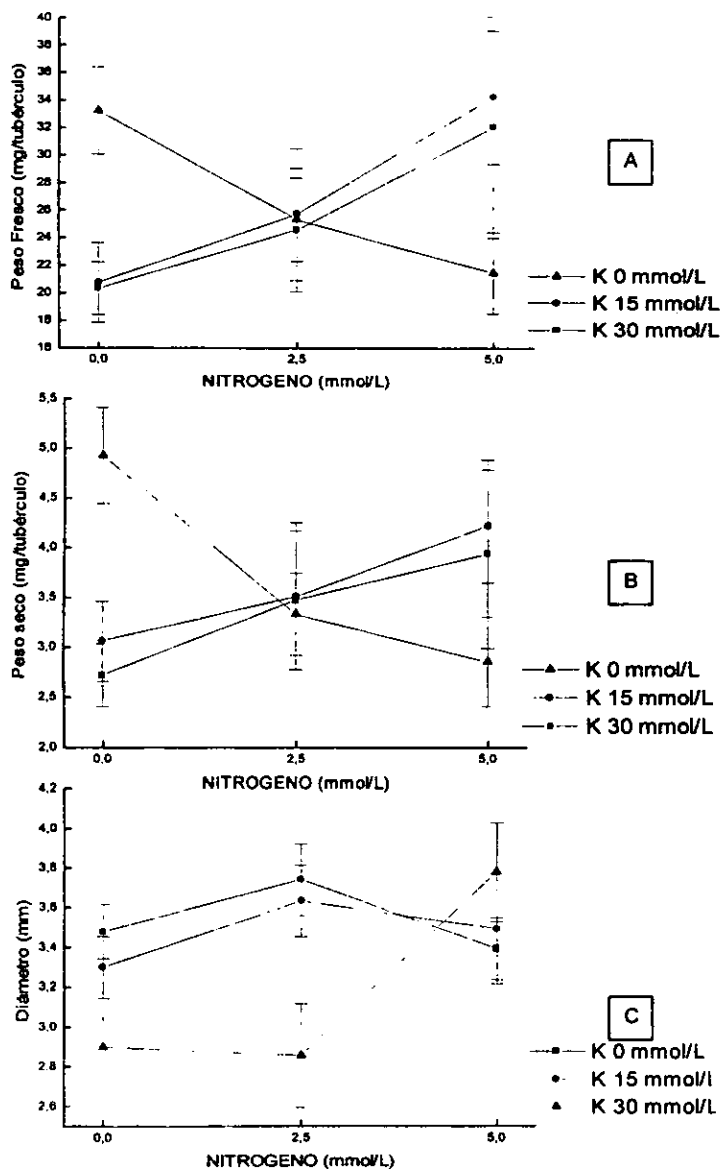 40
38
36
34
32
30
28
26
24
22
20
18
16
Peso Fresco (mg/tubérculo)
0,0 2,5 5,0
NITROGENO (mmol/L)
A
K 0 mmol/L
K 15 mmol/L
K 30 mmol/L
5,5
5,0
4,5
4,0
3,5
3,0
2,5
2,0
Peso seco (mg/tubérculo)
0,0 2,5 5,0
NITROGENO (mmol/L)
B
K 0 mmol/L
K 15 mmol/L
K 30 mmol/L
4,2
4,0
3,8
3,6
3,4
3,2
3,0
2,8
2,6
Diámetro (mm)
0,0 2,5 5,0
NITROGENO (mmol/L)
C
K 0 mmol/L
K 15 mmol/l
K 30 mmol/L